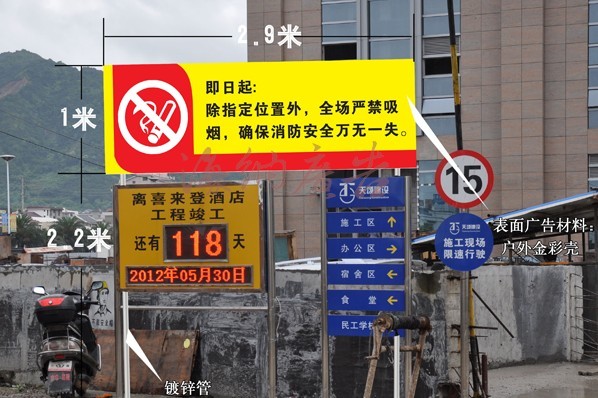 2.9米
1米
即日起:
除指定位置外，全场严禁吸
烟，确保消防安全万无一失。
2.2米
离喜来登酒店
工程竣工
还有 118 天
2012年05月30日
天颂建设
施工区
办公区
宿舍区
食堂
民工学校
15
天颂建设
施工现场
限速行驶
表面广告材料：
户外金彩壳
镀锌管